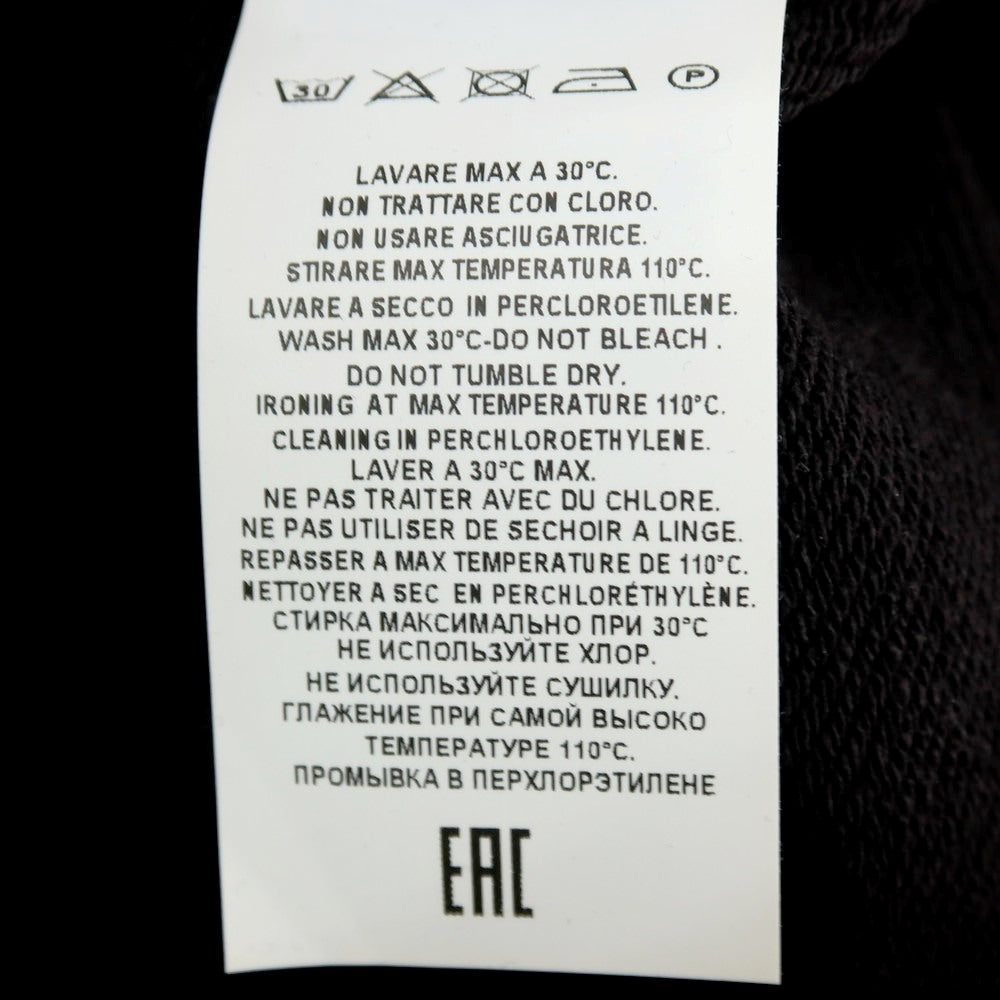 30 P
LAVARE MAX A 30°C.
NON TRATTARE CON CLORO.
NON USARE ASCIUGATRICE.
STIRARE MAX TEMPERATURA 110°C.
LAVARE A SECCO IN PERCLOROETILENE.
WASH MAX 30°C-DO NOT BLEACH .
DO NOT TUMBLE DRY.
IRONING AT MAX TEMPERATURE 110°C.
CLEANING IN PERCHLOROETHYLENE.
LAVER A 30°C MAX.
NE PAS TRAITER AVEC DU CHLORE.
NE PAS UTILISER DE SECHOIR A LINGE.
REPASSER A MAX TEMPERATURE DE 110°C.
NETTOYER A SEC EN PERCHLORÉTHYLÈNE.
СТИРКА МАКСИМАЛЬНО ПРИ 30°C
НЕ ИСПОЛЬЗУЙТЕ ХЛОР.
НЕ ИСПОЛЬЗУЙТЕ СУШИЛКУ.
ГЛАЖЕНИЕ ПРИ САМОЙ ВЫСОКО
ТЕМПЕРАТУРЕ 110°C.
ПРОМЫВКА В ПЕРХЛОРЭТИЛЕНЕ
EAC